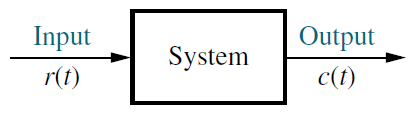 Input
r(t)
System
Output
c(t)